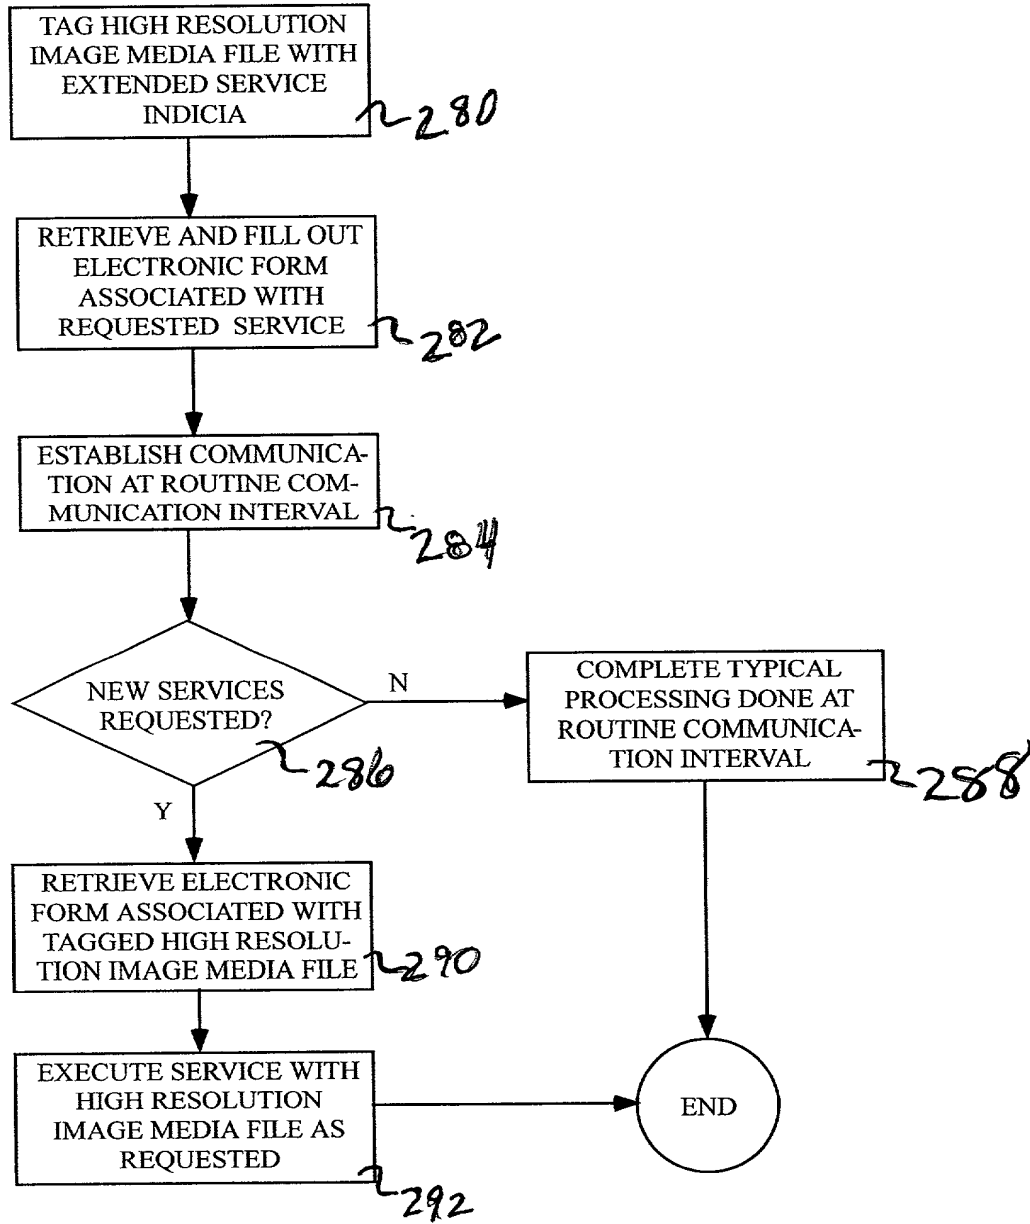 TAG HIGH RESOLUTION
IMAGE MEDIA FILE WITH
EXTENDED SERVICE
INDICIA
280
RETRIEVE AND FILL OUT
ELECTRONIC FORM
ASSOCIATED WITH
REQUESTED SERVICE
282
ESTABLISH COMMUNICA-
TION AT ROUTINE COM-
MUNICATION INTERVAL
284
NEW SERVICES
REQUESTED?
286
N
COMPLETE TYPICAL
PROCESSING DONE AT
ROUTINE COMMUNICA-
TION INTERVAL
288
Y
RETRIEVE ELECTRONIC
FORM ASSOCIATED WITH
TAGGED HIGH RESOLU-
TION IMAGE MEDIA FILE
290
EXECUTE SERVICE WITH
HIGH RESOLUTION
IMAGE MEDIA FILE AS
REQUESTED
292
END